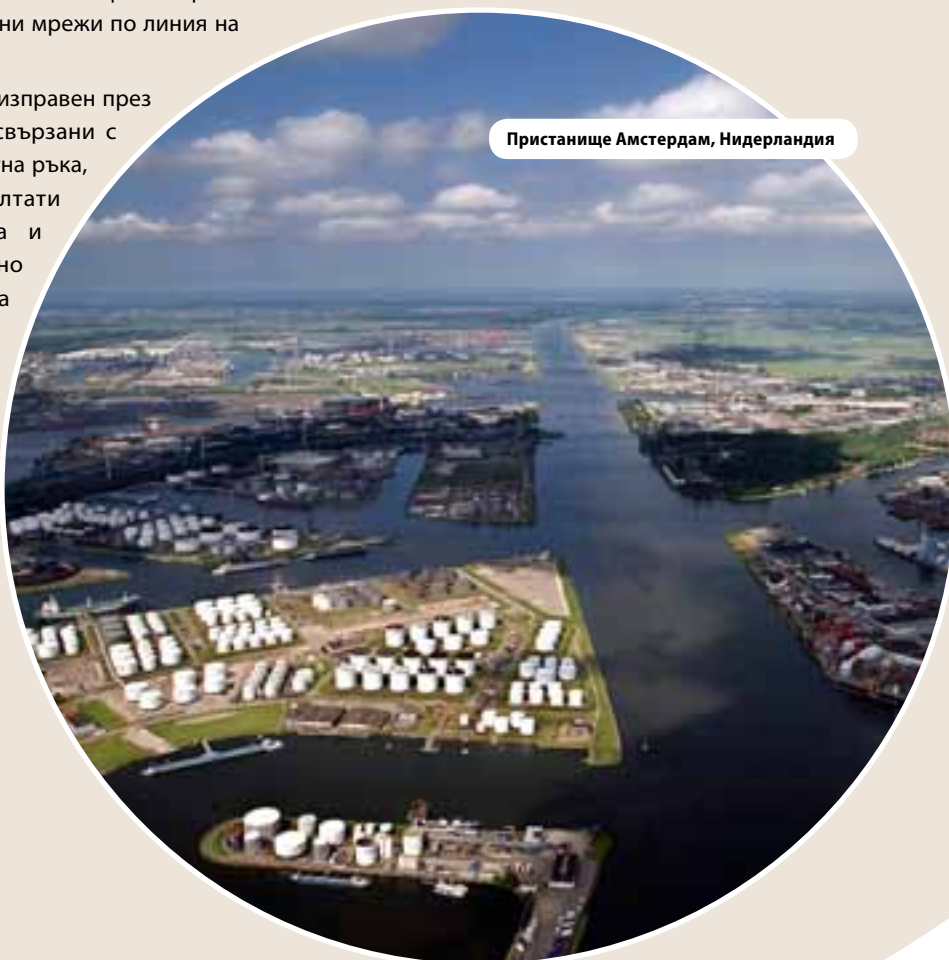 ни мрежи по линия на
изправен през
свързани с
на ръка,
лтати
а и
но
а
Пристанище Амстердам, Нидерландия